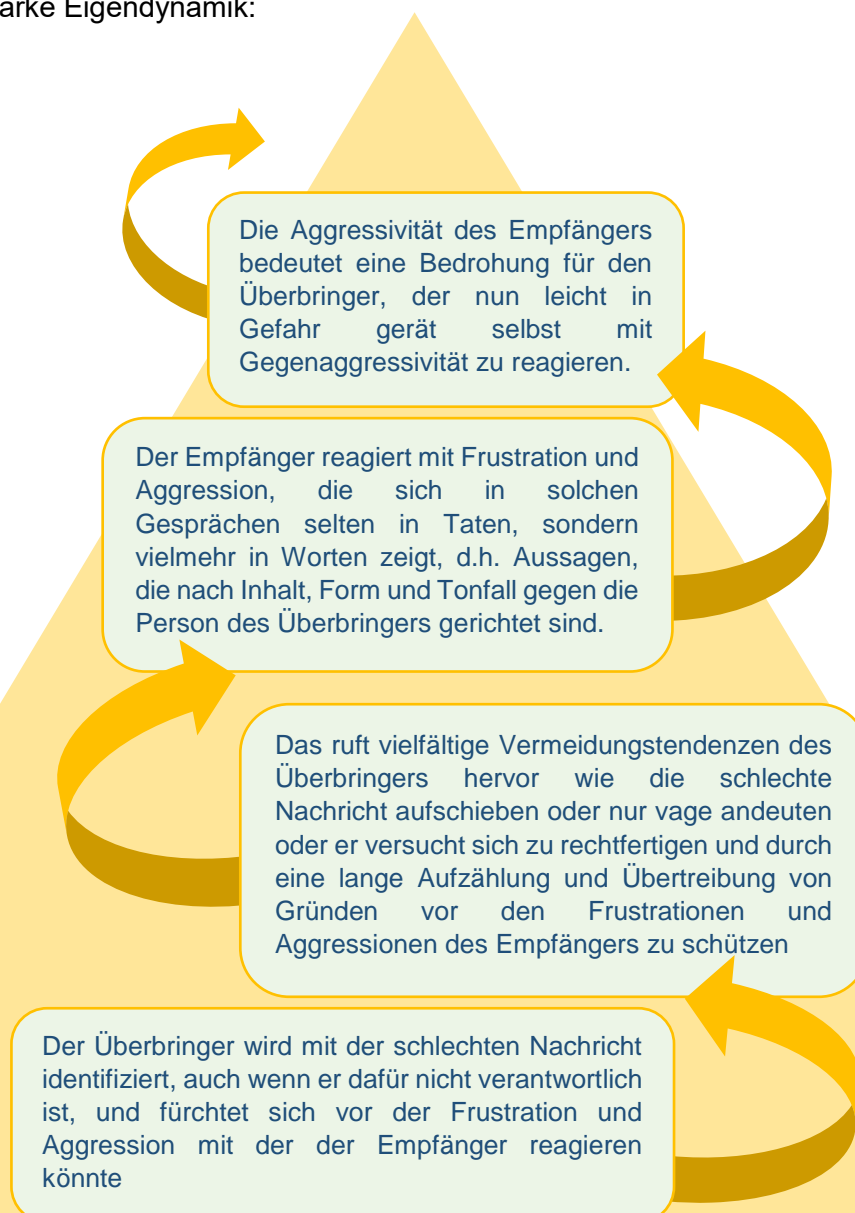 arke Eigendynamik:
Die Aggressivität des Empfängers
bedeutet eine Bedrohung für den
Überbringer, der nun leicht in
Gefahr gerät selbst mit
Gegenaggressivität zu reagieren.
Der Empfänger reagiert mit Frustration und
Aggression, die sich in solchen
Gesprächen selten in Taten, sondern
vielmehr in Worten zeigt, d.h. Aussagen,
die nach Inhalt, Form und Tonfall gegen die
Person des Überbringers gerichtet sind.
Das ruft vielfältige Vermeidungstendenzen des
Überbringers hervor wie die schlechte
Nachricht aufschieben oder nur vage andeuten
oder er versucht sich zu rechtfertigen und durch
eine lange Aufzählung und Übertreibung von
Gründen vor den Frustrationen und
Aggressionen des Empfängers zu schützen
Der Überbringer wird mit der schlechten Nachricht
identifiziert, auch wenn er dafür nicht verantwortlich
ist, und fürchtet sich vor der Frustration und
Aggression mit der der Empfänger reagieren
könnte